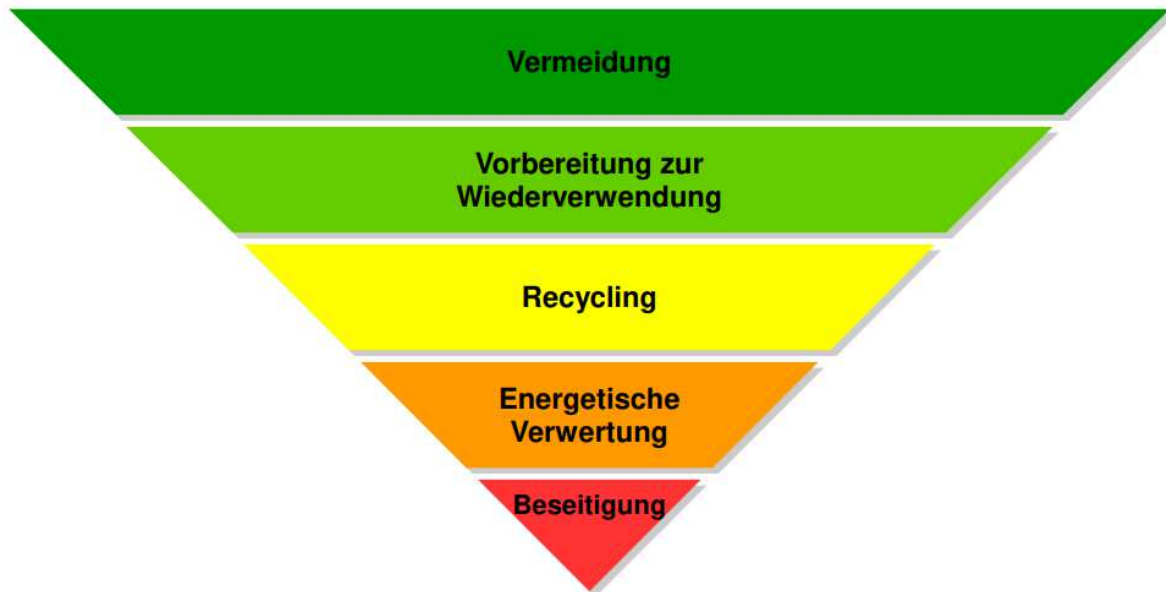 Vermeidung
Vorbereitung zur
Wiederverwendung
Recycling
Energetische
Verwertung
Beseitigung